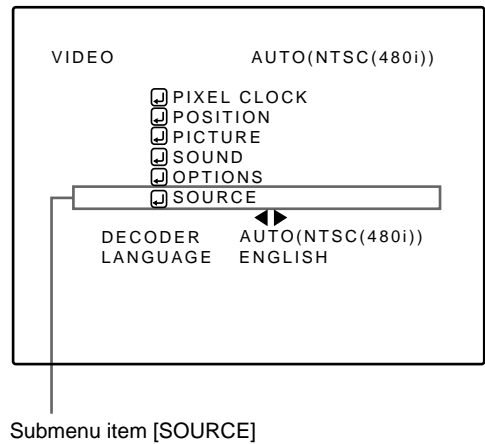 VIDEO AUTO(NTSC(480i))
PIXEL CLOCK
POSITION
PICTURE
SOUND
OPTIONS
SOURCE
DECODER AUTO(NTSC(480i))
LANGUAGE ENGLISH
Submenu item [SOURCE]